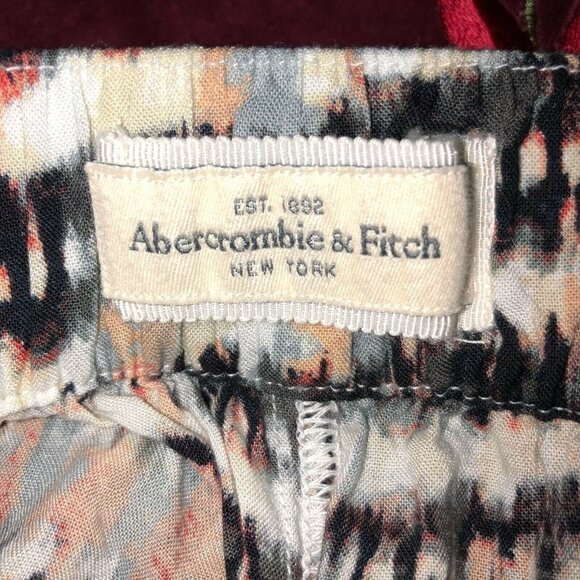 EST. 1892
Abercrombie & Fitch
NEW YORK